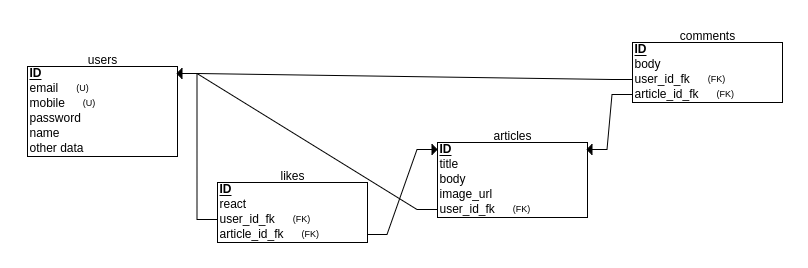 users
ID
email (U)
mobile (U)
password
name
other data
likes
ID
react
user_id_fk (FK)
article_id_fk (FK)
articles
ID
title
body
image_url
user_id_fk (FK)
comments
ID
body
user_id_fk (FK)
article_id_fk (FK)